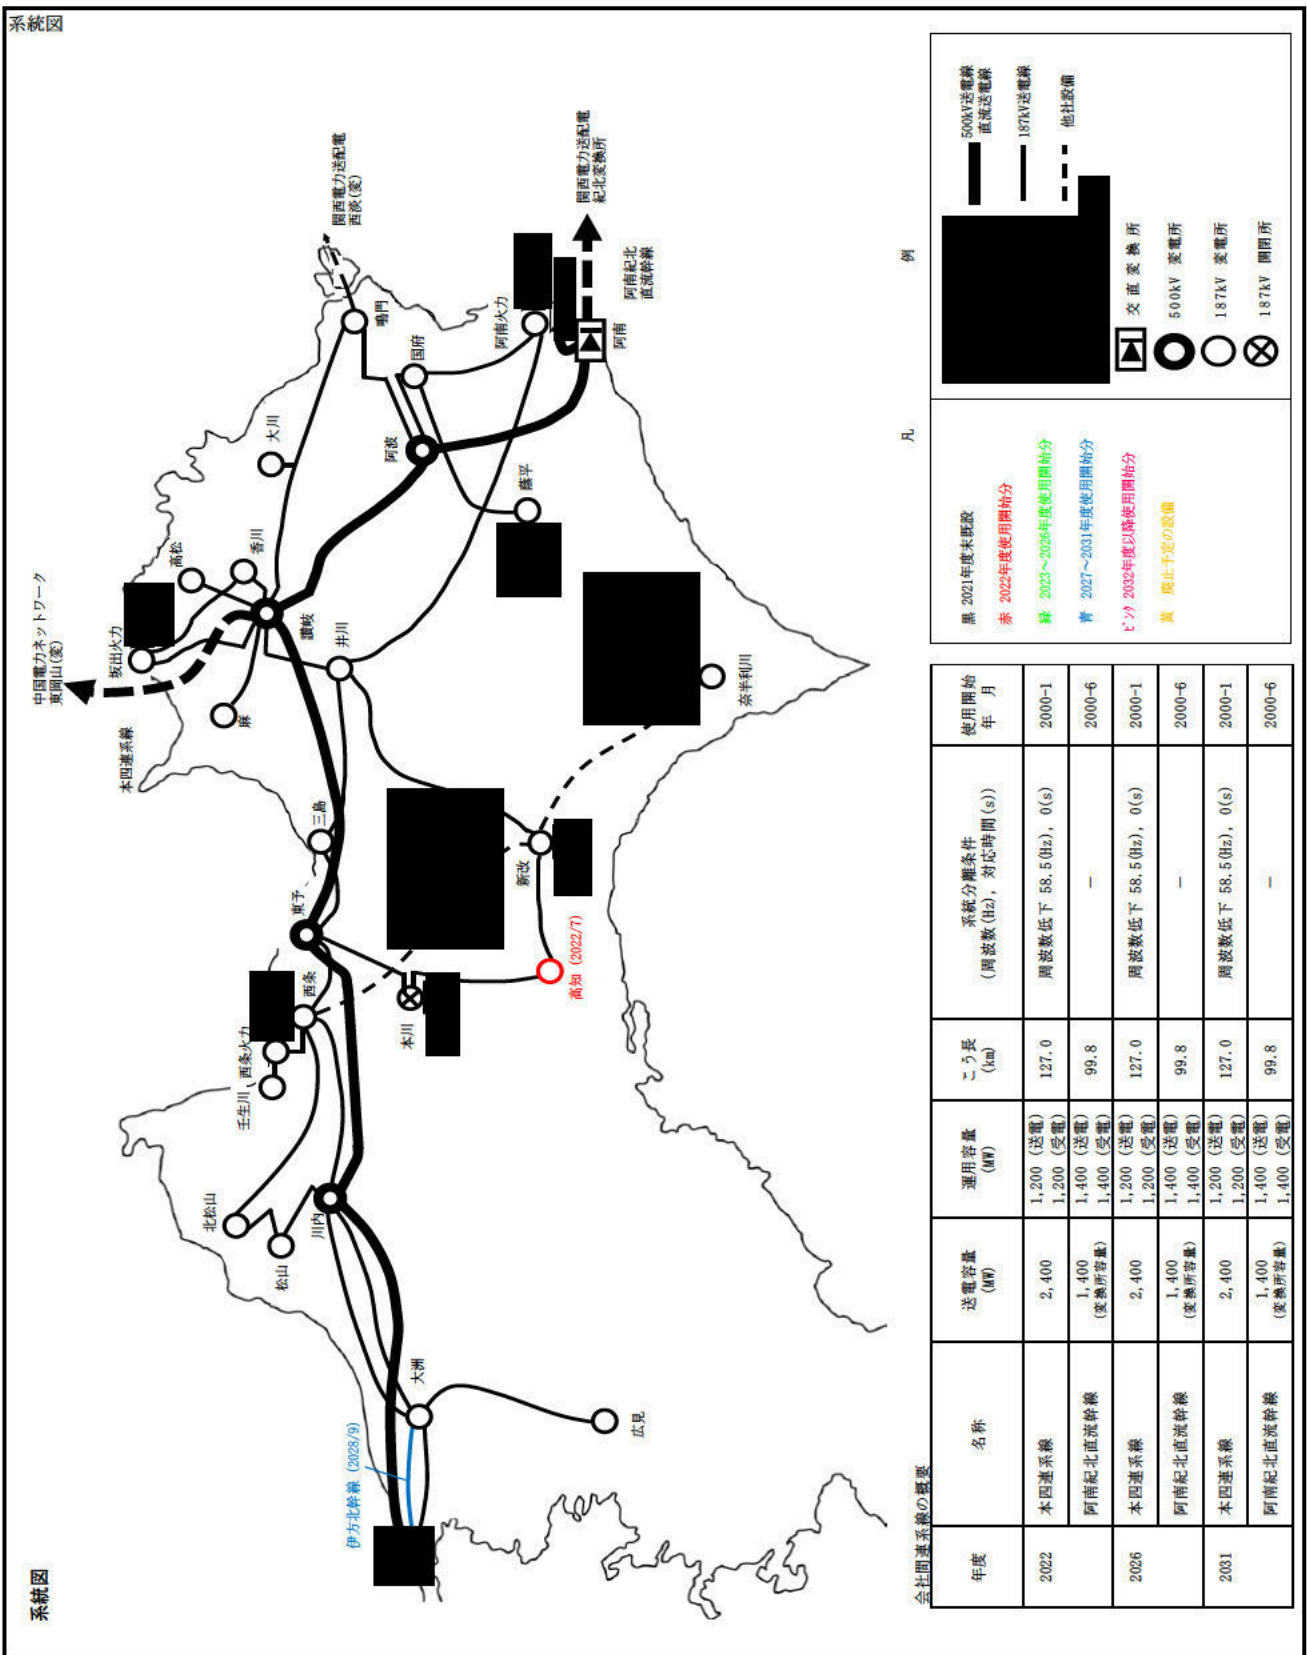 系統図
系統図
中国電力ネットワーク
東岡山(変)
本四連系線
関西電力送配電
西淡(変)
関西電力送配電
紀北変換所
阿南紀北
直流幹線
坂出火力
高松
香川
大川
鳴門
国府
阿南火力
阿南
阿波
蔭平
讃岐
麻
井川
三島
東予
西条
西条火力
壬生川
本川
新改
奈半利川
高知 (2022/7)
北松山
松山
川内
大洲
広見
伊方北幹線 (2028/9)
凡 例
黒 2021年度末既設
赤 2022年度使用開始分
緑 2023～2026年度使用開始分
青 2027～2031年度使用開始分
ピンク 2032年度以降使用開始分
黄 廃止予定の設備
500kV送電線
直流送電線
187kV送電線
他社設備
交直変換所
500kV 変電所
187kV 変電所
187kV 開閉所
会社間連系線の概要
年度 名称 送電容量 (MW) 運用容量 (MW) こう長 (km) 系統分離条件 (周波数(Hz), 対応時間(s)) 使用開始 年 月
2022 本四連系線 2,400 1,200 (送電) 1,200 (受電) 127.0 周波数低下 58.5(Hz), 0(s) 2000-1
阿南紀北直流幹線 1,400 (変換所容量) 1,400 (送電) 1,400 (受電) 99.8 － 2000-6
2026 本四連系線 2,400 1,200 (送電) 1,200 (受電) 127.0 周波数低下 58.5(Hz), 0(s) 2000-1
阿南紀北直流幹線 1,400 (変換所容量) 1,400 (送電) 1,400 (受電) 99.8 － 2000-6
2031 本四連系線 2,400 1,200 (送電) 1,200 (受電) 127.0 周波数低下 58.5(Hz), 0(s) 2000-1
阿南紀北直流幹線 1,400 (変換所容量) 1,400 (送電) 1,400 (受電) 99.8 － 2000-6